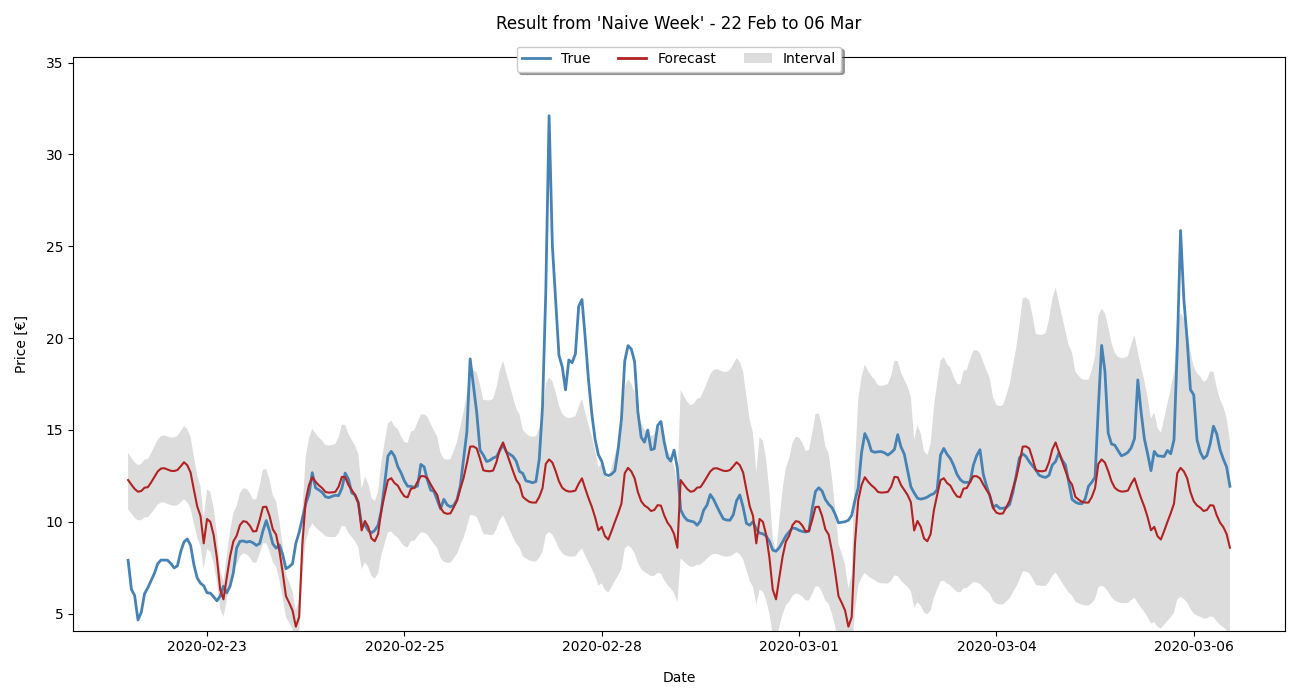 Result from 'Naive Week' - 22 Feb to 06 Mar
True Forecast Interval
35
30
25
20
15
10
5
Price [€]
2020-02-23 2020-02-25 2020-02-28 2020-03-01 2020-03-04 2020-03-06
Date